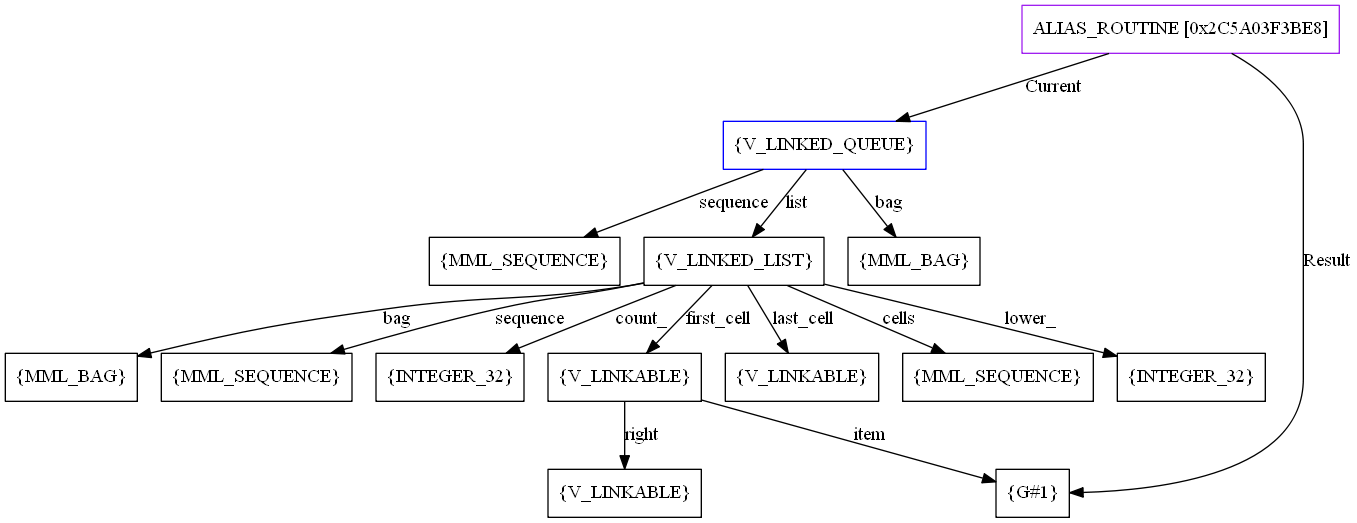 ALIAS_ROUTINE [0x2C5A03F3BE8]
Current
{V_LINKED_QUEUE}
sequence
list
bag
{MML_SEQUENCE}
{V_LINKED_LIST}
{MML_BAG}
Result
bag
sequence
count_
first_cell
last_cell
cells
lower_
{MML_BAG}
{MML_SEQUENCE}
{INTEGER_32}
{V_LINKABLE}
{V_LINKABLE}
{MML_SEQUENCE}
{INTEGER_32}
right
item
{V_LINKABLE}
{G#1}